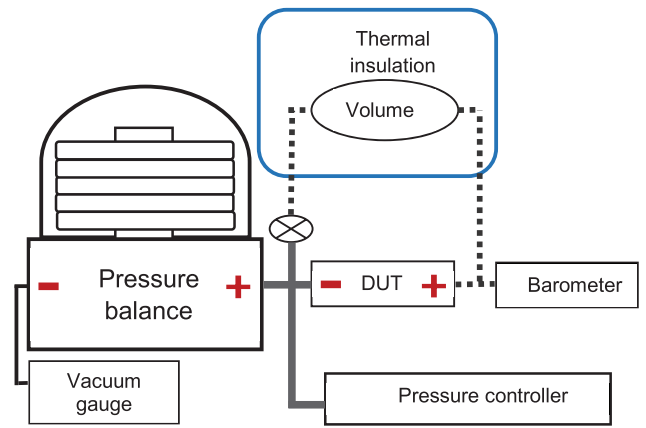 Thermal
insulation
Volume
Pressure
balance
DUT
Barometer
Vacuum
gauge
Pressure controller